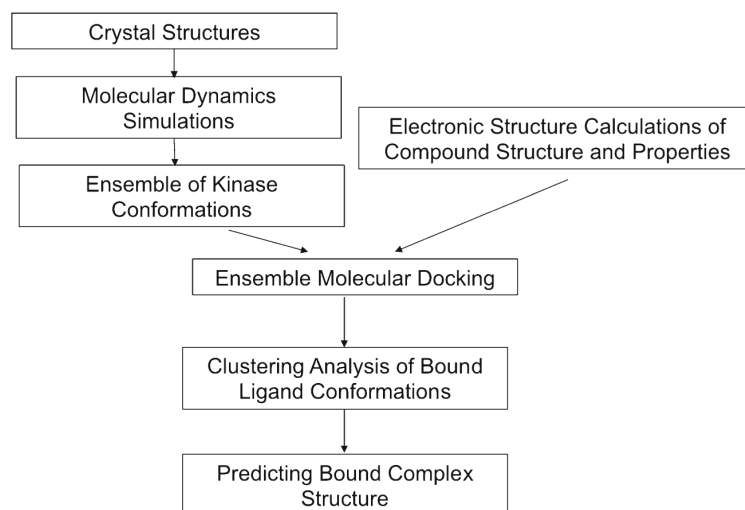 Crystal Structures
Molecular Dynamics
Simulations
Electronic Structure Calculations of
Compound Structure and Properties
Ensemble of Kinase
Conformations
Ensemble Molecular Docking
Clustering Analysis of Bound
Ligand Conformations
Predicting Bound Complex
Structure